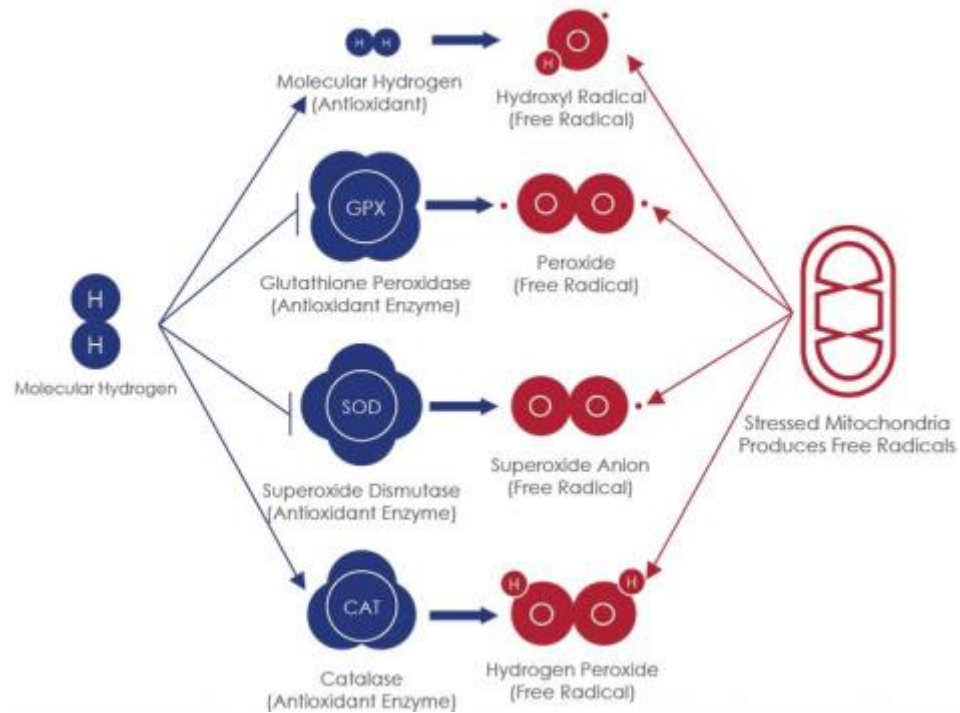 H H
O
H
Molecular Hydrogen
(Antioxidant)
Hydroxyl Radical
(Free Radical)
GPX
O O
Glutathione Peroxidase
(Antioxidant Enzyme)
Peroxide
(Free Radical)
H
H
Molecular Hydrogen
SOD
O O
Superoxide Dismutase
(Antioxidant Enzyme)
Superoxide Anion
(Free Radical)
Stressed Mitochondria
Produces Free Radicals
CAT
H H
O O
Catalase
(Antioxidant Enzyme)
Hydrogen Peroxide
(Free Radical)